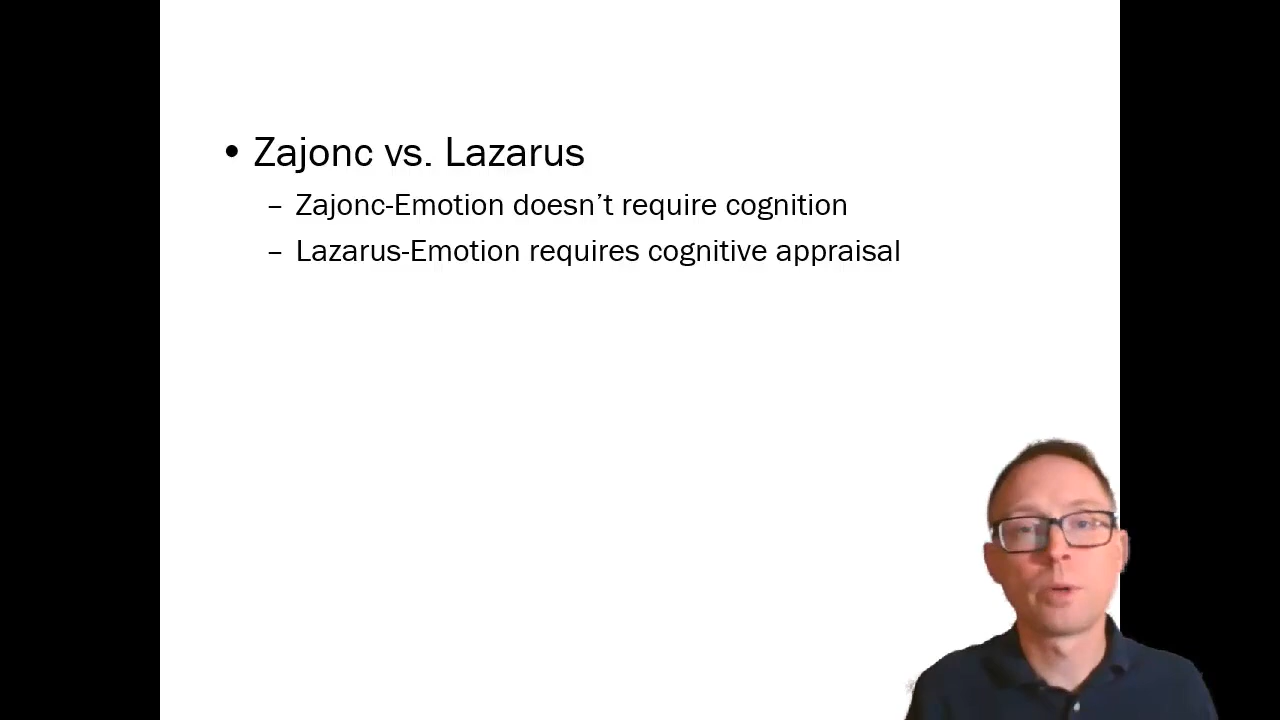 • Zajonc vs. Lazarus
– Zajonc-Emotion doesn’t require cognition
– Lazarus-Emotion requires cognitive appraisal